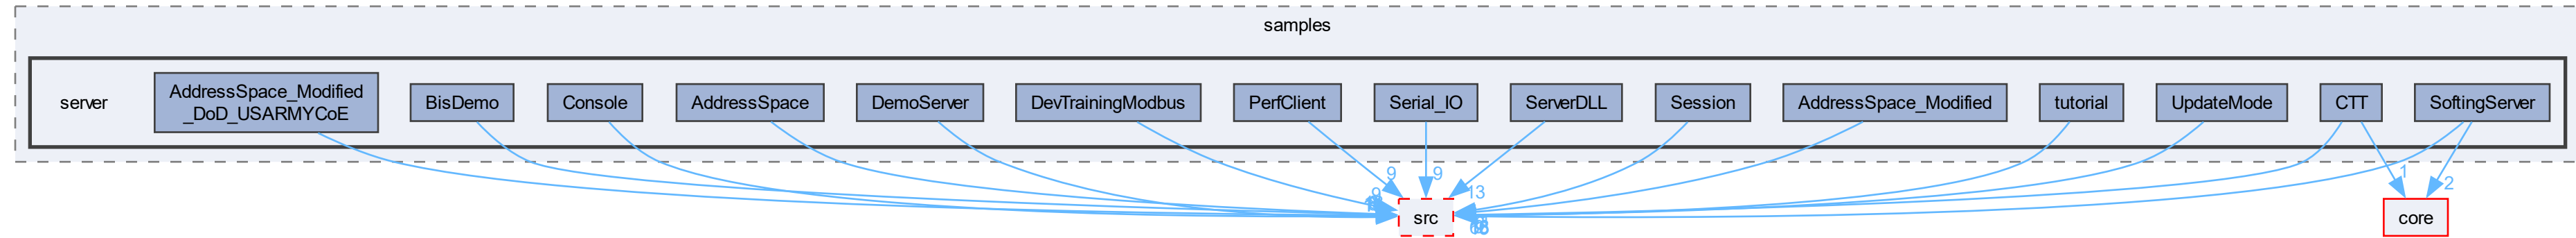 samples
server
AddressSpace_Modified
_DoD_USARMYCoE
BisDemo
Console
AddressSpace
DemoServer
DevTrainingModbus
PerfClient
Serial_IO
ServerDLL
Session
AddressSpace_Modified
tutorial
UpdateMode
CTT
SoftingServer
9
9
13
1
2
9
src
core